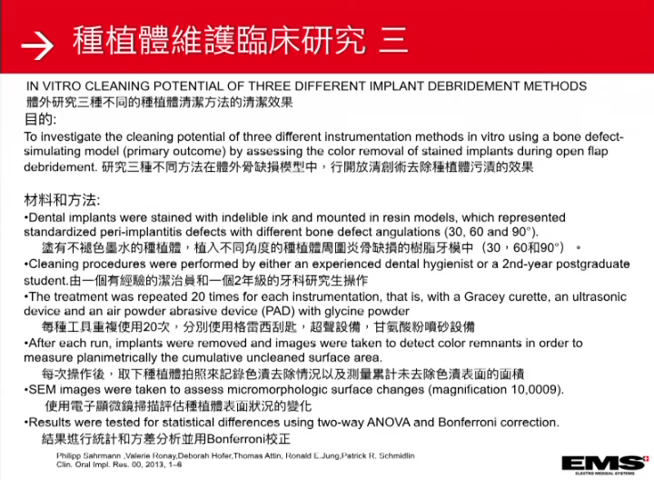 → 種植體維護臨床研究 三
IN VITRO CLEANING POTENTIAL OF THREE DIFFERENT IMPLANT DEBRIDEMENT METHODS
體外研究三種不同的種植體清潔方法的清潔效果
目的:
To investigate the cleaning potential of three different instrumentation methods in vitro using a bone defect-
simulating model (primary outcome) by assessing the color removal of stained implants during open flap
debridement. 研究三種不同方法在體外骨缺損模型中，行開放清創術去除種植體污漬的效果
材料和方法:
•Dental implants were stained with indelible ink and mounted in resin models, which represented
standardized peri-implantitis defects with different bone defect angulations (30, 60 and 90°).
塗有不褪色墨水的種植體，植入不同角度的種植體周圍炎骨缺損的樹脂牙模中（30，60和90°）。
•Cleaning procedures were performed by either an experienced dental hygienist or a 2nd-year postgraduate
student.由一個有經驗的潔治員和一個2年級的牙科研究生操作
•The treatment was repeated 20 times for each instrumentation, that is, with a Gracey curette, an ultrasonic
device and an air powder abrasive device (PAD) with glycine powder
每種工具重複使用20次，分別使用格雷西刮匙，超聲設備，甘氨酸粉噴砂設備
•After each run, implants were removed and images were taken to detect color remnants in order to
measure planimetrically the cumulative uncleaned surface area.
每次操作後，取下種植體拍照來記錄色漬去除情況以及測量累計未去除色漬表面的面積
•SEM images were taken to assess micromorphologic surface changes (magnification 10,0009).
使用電子顯微鏡掃描評估種植體表面狀況的變化
•Results were tested for statistical differences using two-way ANOVA and Bonferroni correction.
結果進行統計和方差分析並用Bonferroni校正
Philipp Sahrmann ,Valerie Ronay,Deborah Hofer,Thomas Attin, Ronald E.Jung,Patrick R. Schmidlin
Clin. Oral Impl. Res. 00, 2013, 1–6
EMS
ELECTRO MEDICAL SYSTEMS